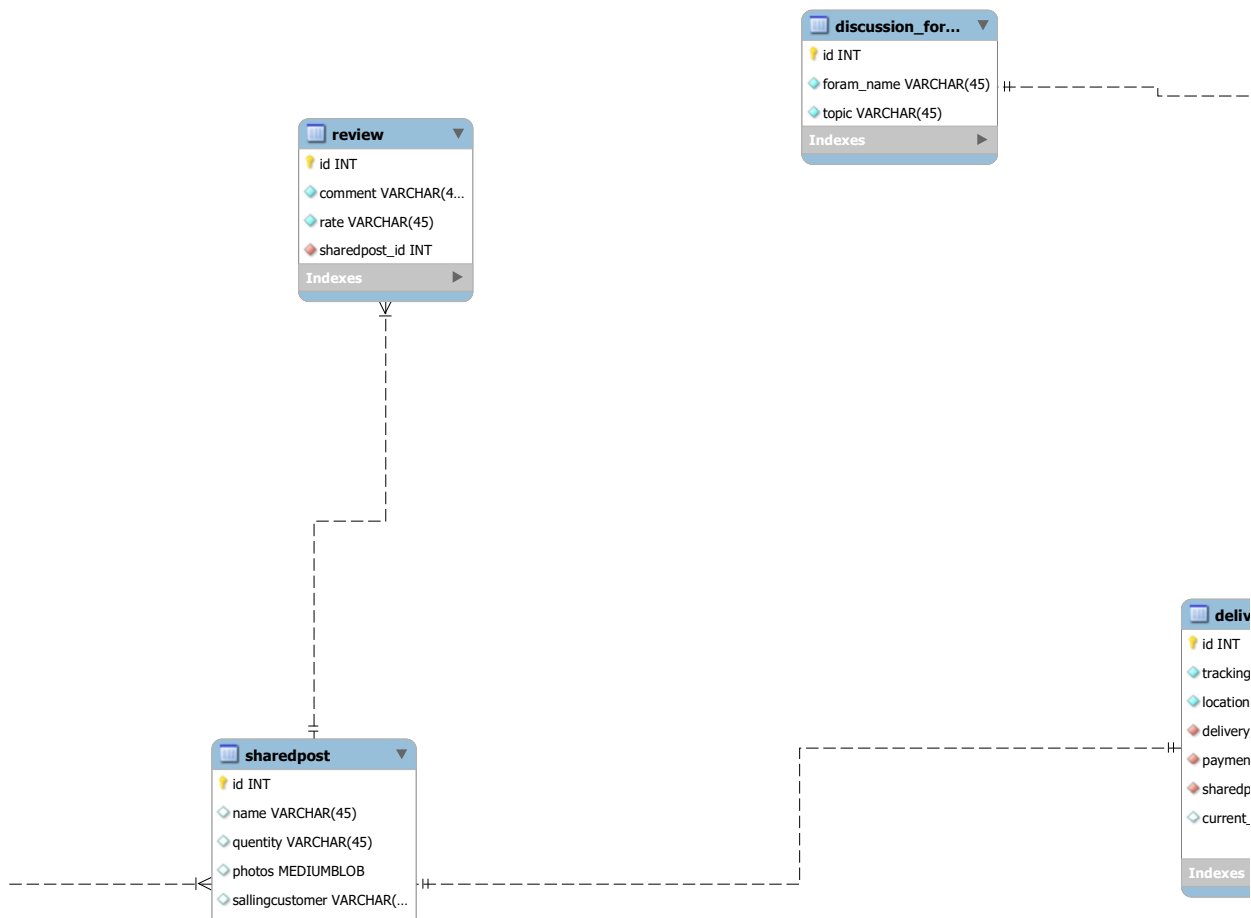 discussion_for...
id INT
foram_name VARCHAR(45)
topic VARCHAR(45)
Indexes
review
id INT
comment VARCHAR(4...
rate VARCHAR(45)
sharedpost_id INT
Indexes
sharedpost
id INT
name VARCHAR(45)
quentity VARCHAR(45)
photos MEDIUMBLOB
sallingcustomer VARCHAR(...
deliv
id INT
tracking
location
delivery
paymen
sharedp
current_
Indexes